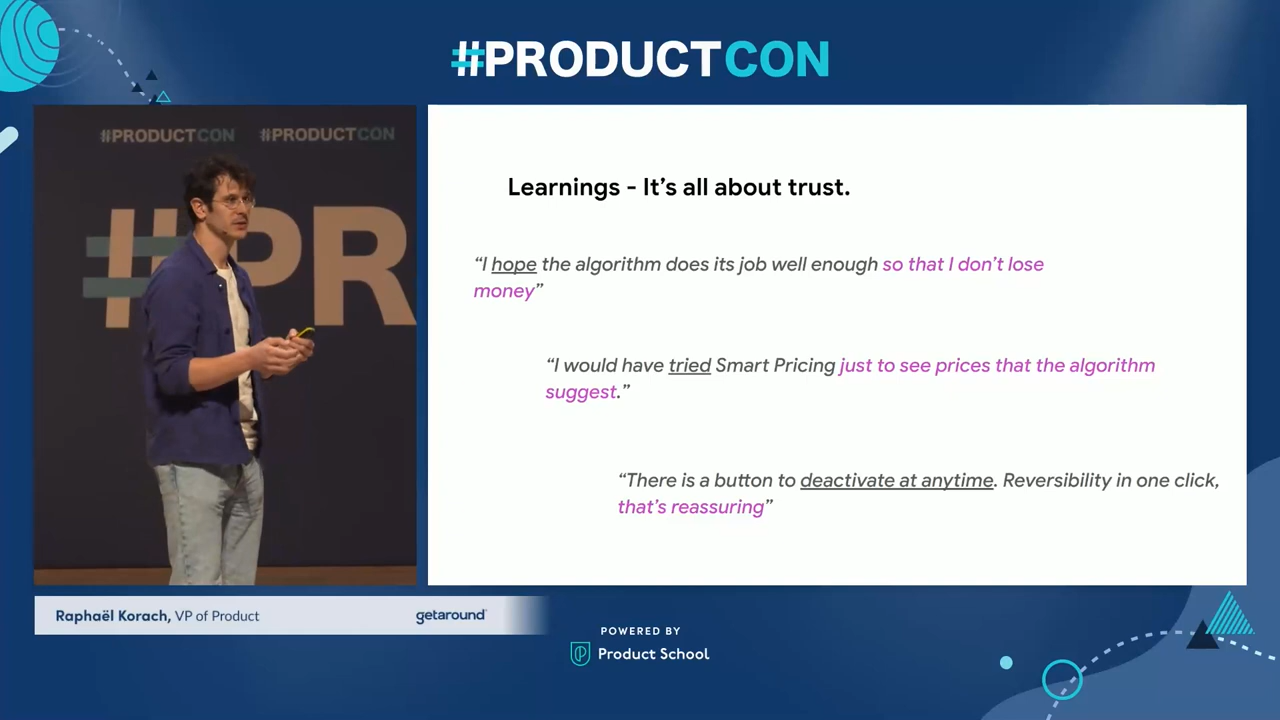 #PRODUCTCON
#PRODUCTCON #PRODUCTCON
#PR
Learnings - It’s all about trust.
“I hope the algorithm does its job well enough so that I don’t lose
money”
“I would have tried Smart Pricing just to see prices that the algorithm
suggest.”
“There is a button to deactivate at anytime. Reversibility in one click,
that’s reassuring”
Raphaël Korach, VP of Product getaround
POWERED BY
Product School